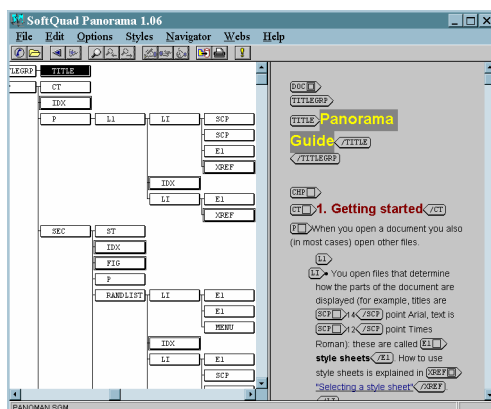 SoftQuad Panorama 1.06
File Edit Options Styles Navigator Webs Help
TLEGRP TITLE
CT
IDX
P L1 LI SCP
SCP
E1
XREF
IDX
LI E1
XREF
SEC ST
IDX
FIG
P
RANDLIST LI E1
E1
MENU
IDX
LI E1
SCP
DOC
TITLEGRP
TITLE Panorama
Guide /TITLE
/TITLEGRP
CHP
CT 1. Getting started /CT
P When you open a document you also
(in most cases) open other files.
L1
LI • You open files that determine
how the parts of the document are
displayed (for example, titles are
SCP 14 /SCP point Arial, text is
SCP 12 /SCP point Times
Roman): these are called E1
style sheets /E1 . How to use
style sheets is explained in XREF
"Selecting a style sheet" /XREF
/LI
PANORAM.SGM